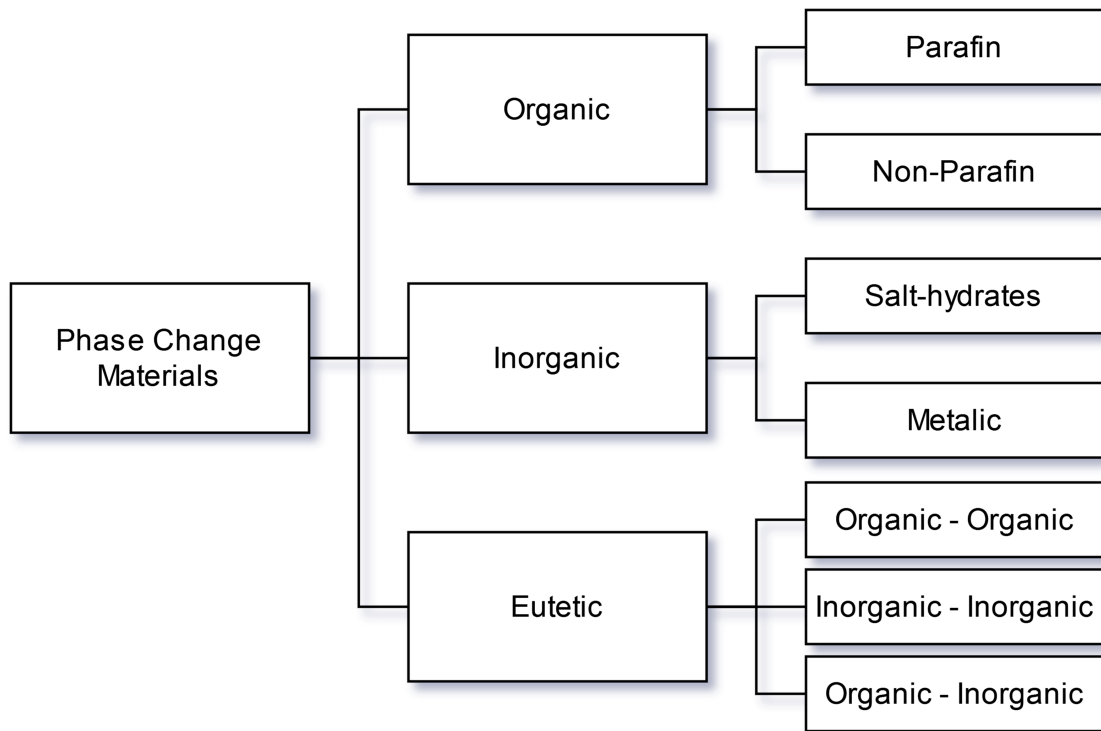 Parafin
Organic
Non-Parafin
Phase Change
Materials
Salt-hydrates
Inorganic
Metalic
Organic - Organic
Eutetic
Inorganic - Inorganic
Organic - Inorganic